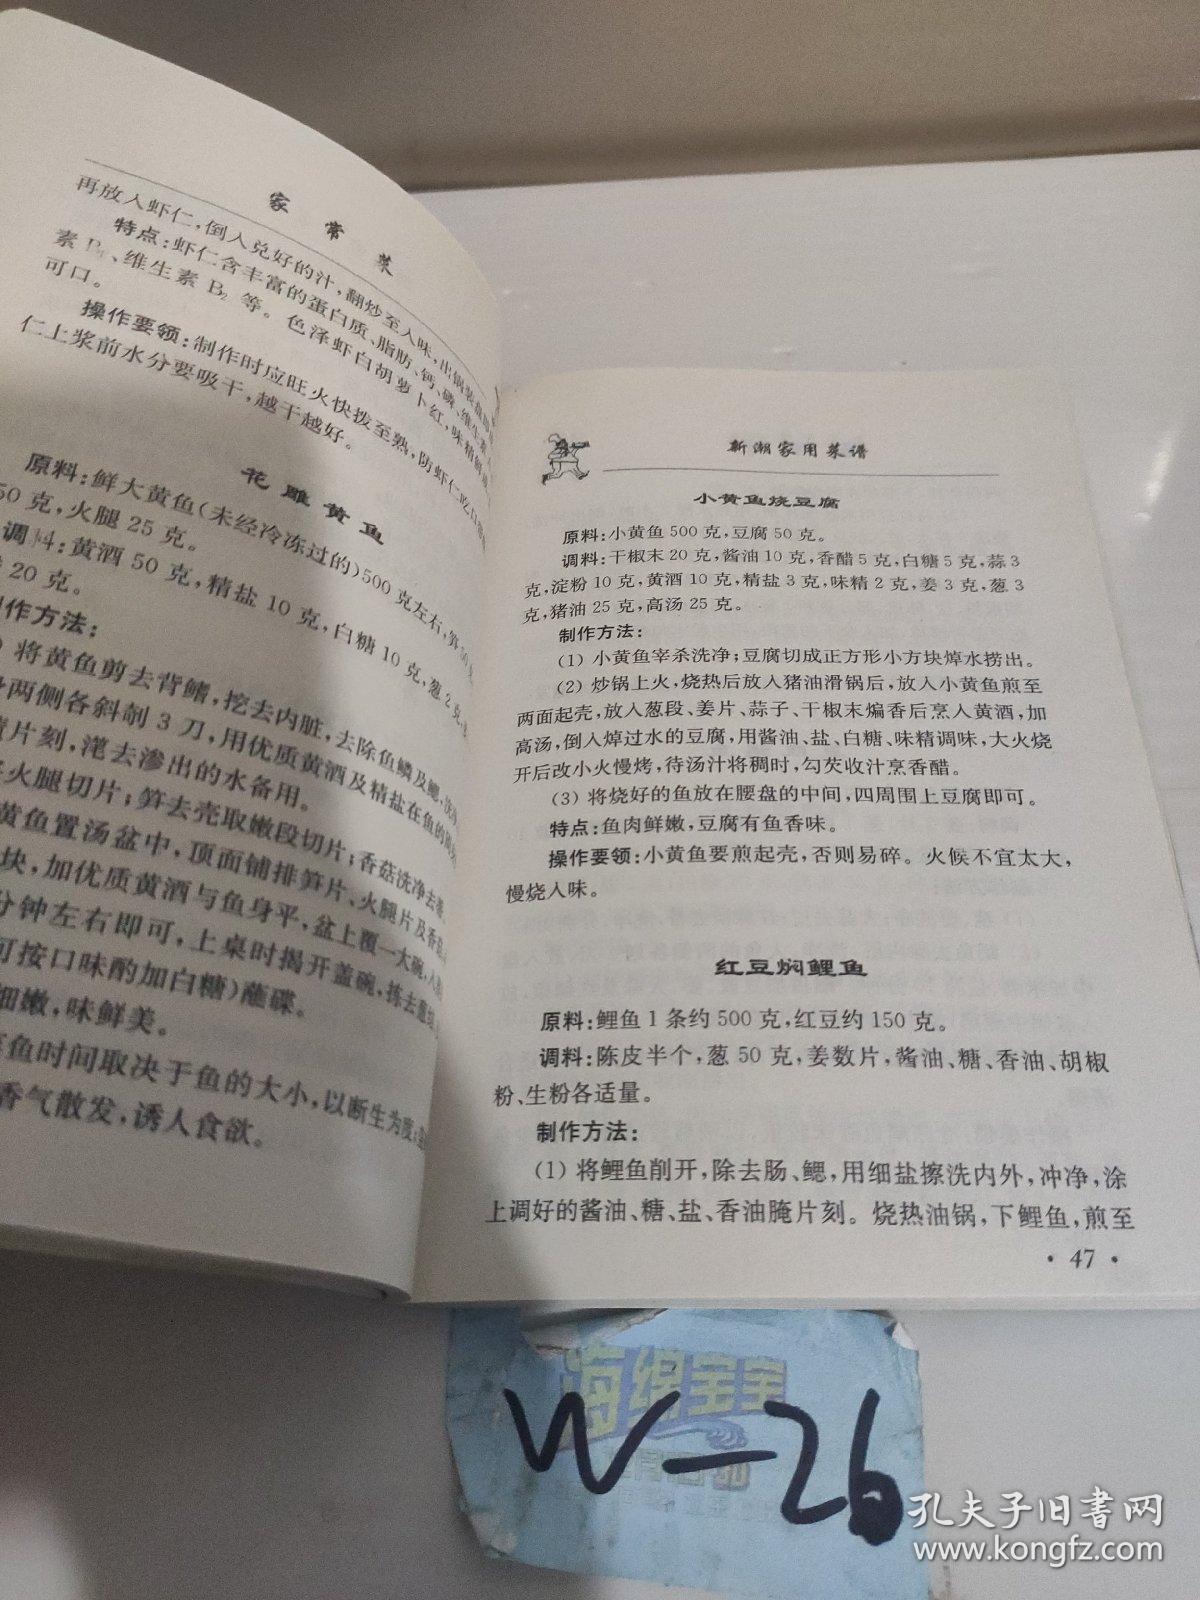 家常菜
再放入虾仁,倒入兑好的汁,翻炒至入味,出锅装盘即
特点:虾仁含丰富的蛋白质、脂肪、钙、磷、维生素
素 B₁、维生素 B₂ 等。色泽虾白胡萝卜红,味精鲜
可口。
操作要领:制作时应旺火快拨至熟,防虾仁吃口
仁上浆前水分要吸干,越干越好。
花雕黄鱼
原料:鲜大黄鱼(未经冷冻过的)500克左右,笋50克
50克,火腿25克。
调料:黄酒50克,精盐10克,白糖10克,葱2克
20克。
作方法:
将黄鱼剪去背鳍,挖去内脏,去除鱼鳞及鳃,
两侧各斜剞3刀,用优质黄酒及精盐在鱼的
片刻,滗去渗出的水备用。
火腿切片;笋去壳取嫩段切片;香菇洗净去
黄鱼置汤盆中,顶面铺排笋片、火腿片及香
块,加优质黄酒与鱼身平,盆上覆一大碗,入
分钟左右即可,上桌时揭开盖碗,拣去葱
可按口味酌加白糖)蘸碟。
细嫩,味鲜美。
鱼时间取决于鱼的大小,以断生为度;
香气散发,诱人食欲。
新潮家用菜谱
小黄鱼烧豆腐
原料:小黄鱼500克,豆腐50克。
调料:干椒末20克,酱油10克,香醋5克,白糖5克,蒜3
克,淀粉10克,黄酒10克,精盐3克,味精2克,姜3克,葱3
克,猪油25克,高汤25克。
制作方法:
(1) 小黄鱼宰杀洗净;豆腐切成正方形小方块焯水捞出。
(2) 炒锅上火,烧热后放入猪油滑锅后,放入小黄鱼煎至
两面起壳,放入葱段、姜片、蒜子、干椒末煸香后烹入黄酒,加
高汤,倒入焯过水的豆腐,用酱油、盐、白糖、味精调味,大火烧
开后改小火慢烤,待汤汁将稠时,勾芡收汁烹香醋。
(3) 将烧好的鱼放在腰盘的中间,四周围上豆腐即可。
特点:鱼肉鲜嫩,豆腐有鱼香味。
操作要领:小黄鱼要煎起壳,否则易碎。火候不宜太大,
慢烧入味。
红豆焖鲤鱼
原料:鲤鱼1条约500克,红豆约150克。
调料:陈皮半个,葱50克,姜数片,酱油、糖、香油、胡椒
粉、生粉各适量。
制作方法:
(1) 将鲤鱼削开,除去肠、鳃,用细盐擦洗内外,冲净,涂
上调好的酱油、糖、盐、香油腌片刻。烧热油锅,下鲤鱼,煎至
· 47 ·
海绵宝宝
W-26
孔夫子旧书网
www.kongfz.com